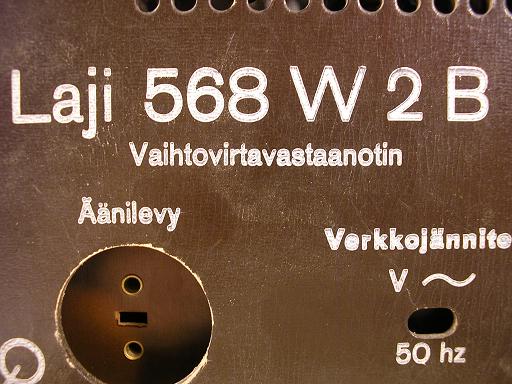 Laji 568 W 2 B
Vaihtovirtavastaanotin
Äänilevy
Verkkojännite
V ~
50 hz